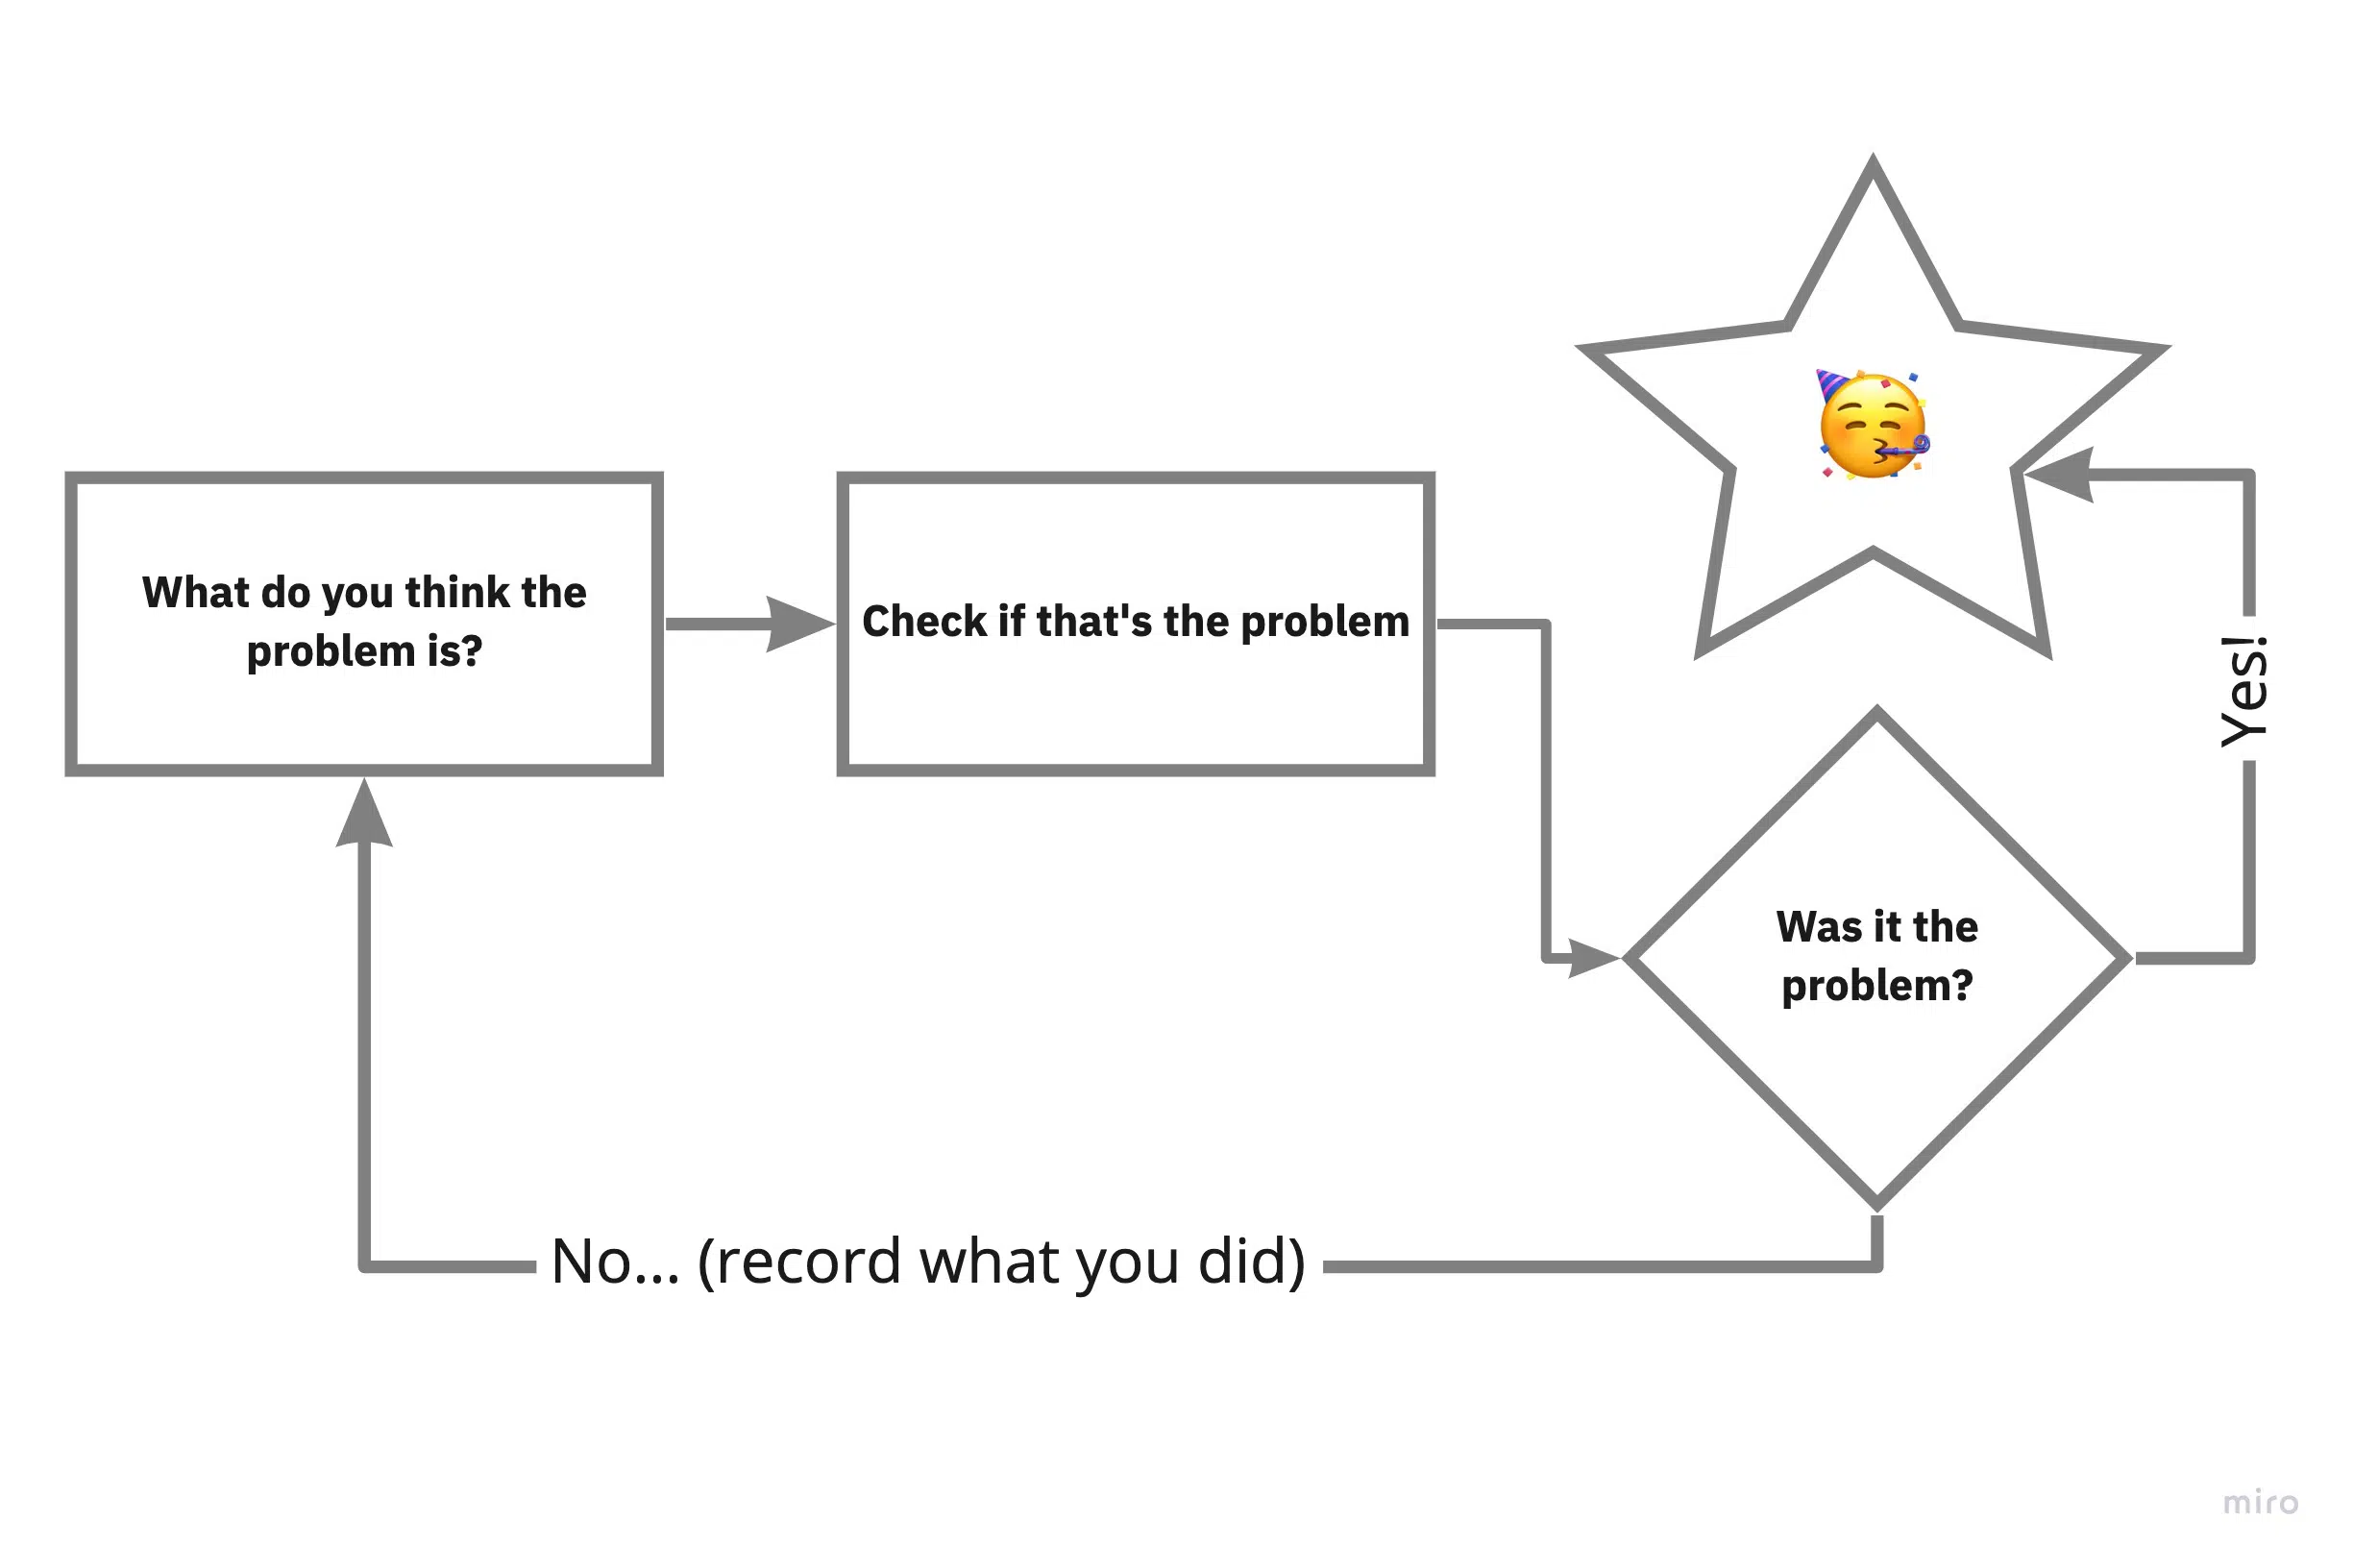 What do you think the
problem is?
Check if that's the problem
Yes!
Was it the
problem?
No... (record what you did)
miro